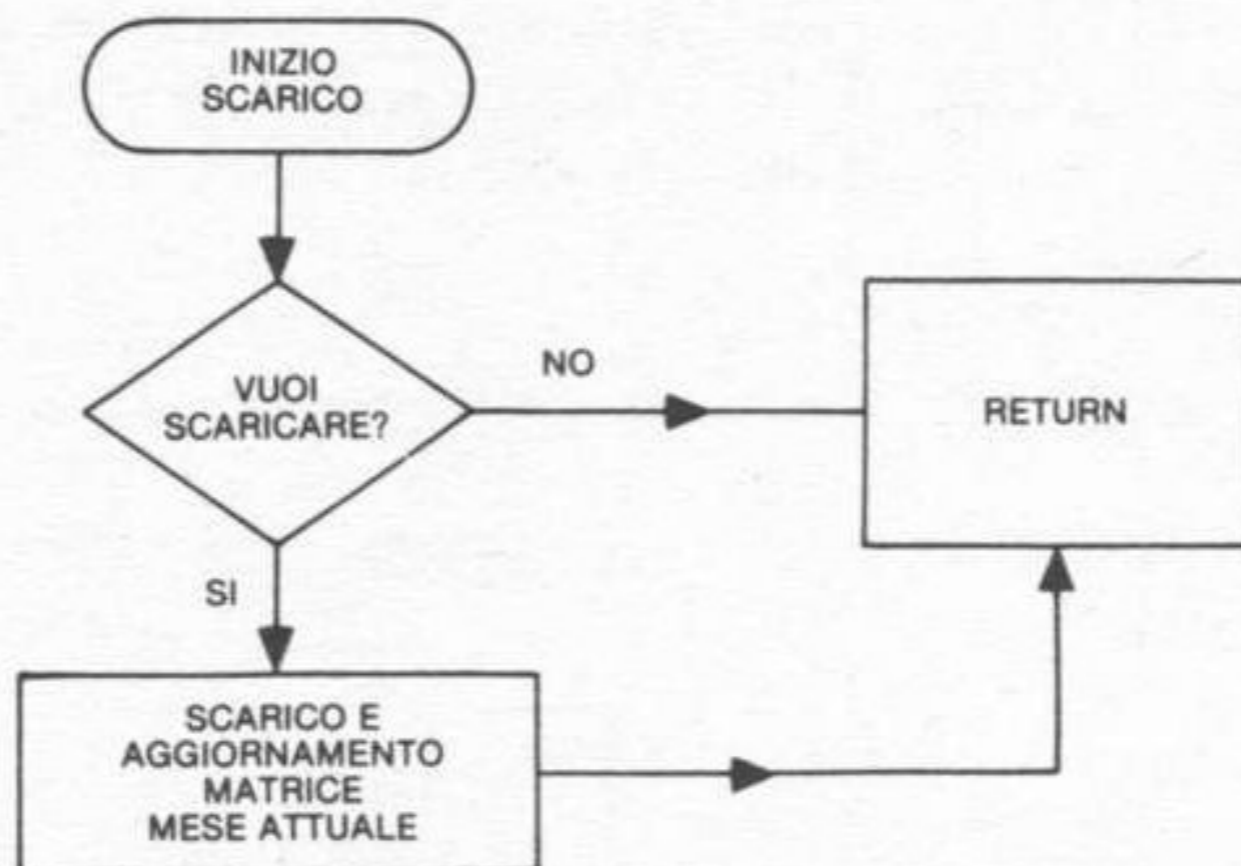 INIZIO
SCARICO
VUOI
SCARICARE?
NO
RETURN
SI
SCARICO E
AGGIORNAMENTO
MATRICE
MESE ATTUALE